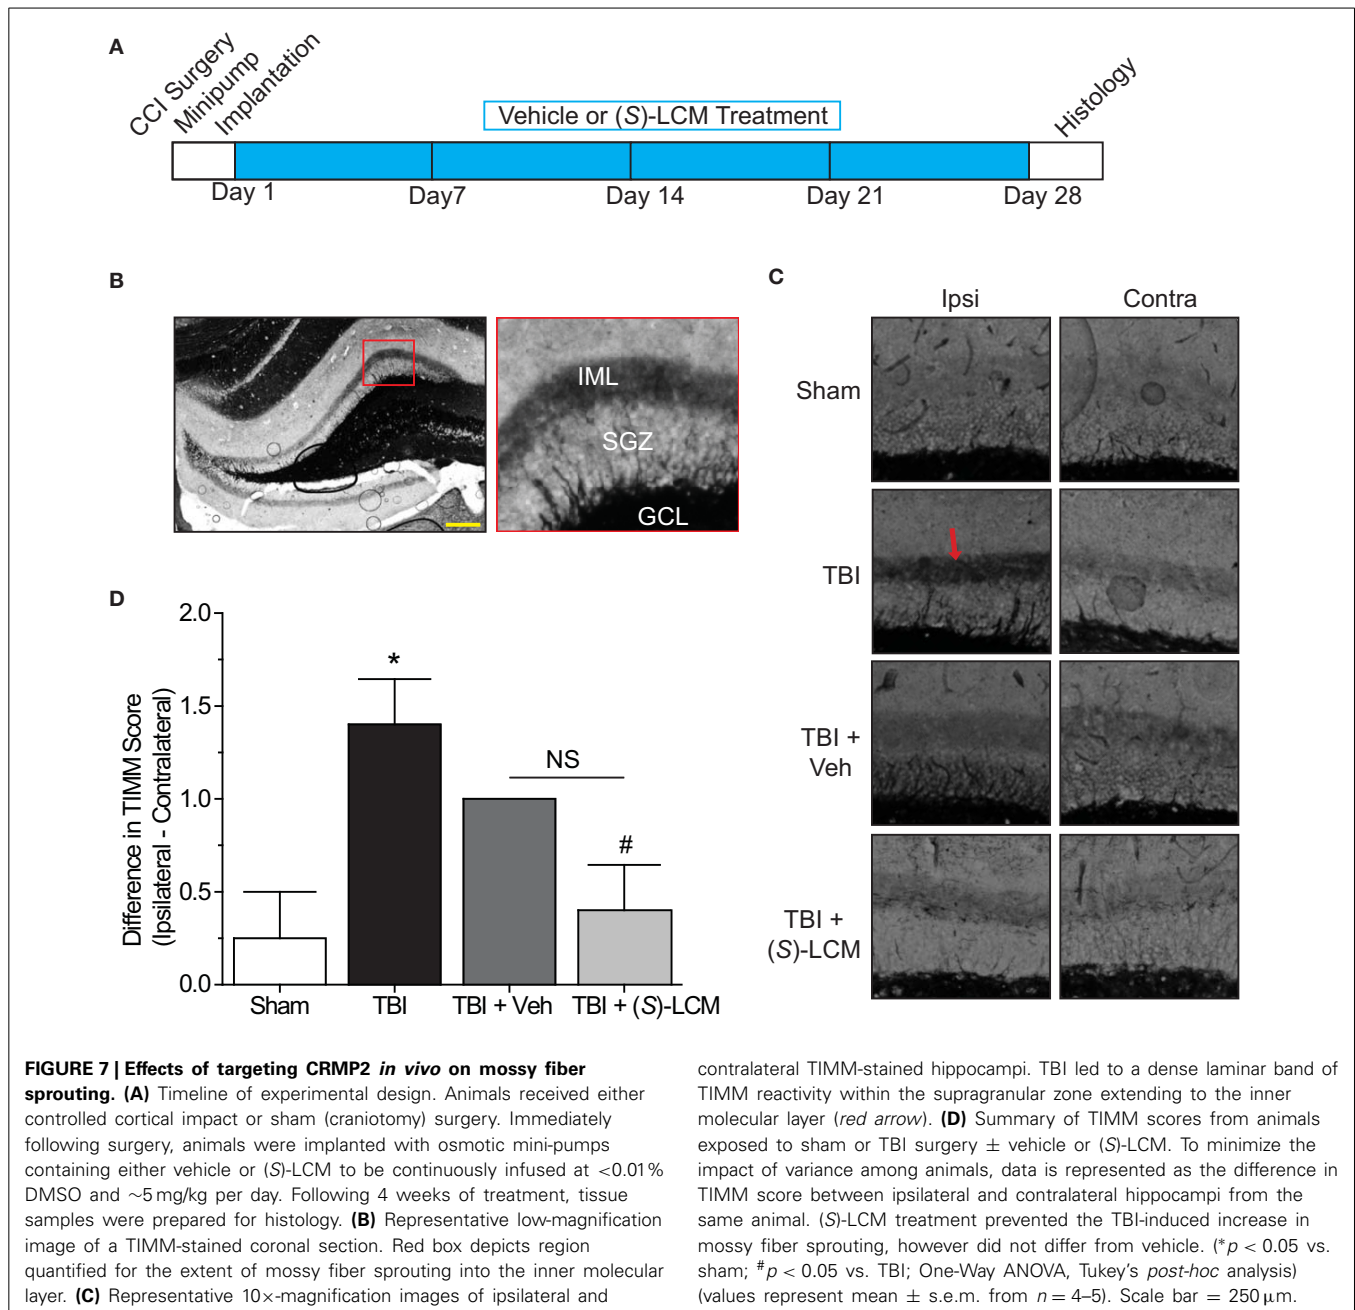 A
CCI Surgery
Minipump
Implantation
Vehicle or (S)-LCM Treatment
Histology
Day 1
Day7
Day 14
Day 21
Day 28
B
IML
SGZ
GCL
C
Ipsi
Contra
Sham
TBI
TBI +
Veh
TBI +
(S)-LCM
D
Difference in TIMM Score
(Ipsilateral - Contralateral)
2.0
1.5
1.0
0.5
0.0
*
NS
#
Sham
TBI
TBI + Veh
TBI + (S)-LCM
FIGURE 7 | Effects of targeting CRMP2 in vivo on mossy fiber
sprouting. (A) Timeline of experimental design. Animals received either
controlled cortical impact or sham (craniotomy) surgery. Immediately
following surgery, animals were implanted with osmotic mini-pumps
containing either vehicle or (S)-LCM to be continuously infused at <0.01%
DMSO and ∼5 mg/kg per day. Following 4 weeks of treatment, tissue
samples were prepared for histology. (B) Representative low-magnification
image of a TIMM-stained coronal section. Red box depicts region
quantified for the extent of mossy fiber sprouting into the inner molecular
layer. (C) Representative 10×-magnification images of ipsilateral and
contralateral TIMM-stained hippocampi. TBI led to a dense laminar band of
TIMM reactivity within the supragranular zone extending to the inner
molecular layer (red arrow). (D) Summary of TIMM scores from animals
exposed to sham or TBI surgery ± vehicle or (S)-LCM. To minimize the
impact of variance among animals, data is represented as the difference in
TIMM score between ipsilateral and contralateral hippocampi from the
same animal. (S)-LCM treatment prevented the TBI-induced increase in
mossy fiber sprouting, however did not differ from vehicle. (*p < 0.05 vs.
sham; #p < 0.05 vs. TBI; One-Way ANOVA, Tukey's post-hoc analysis)
(values represent mean ± s.e.m. from n = 4–5). Scale bar = 250 μm.